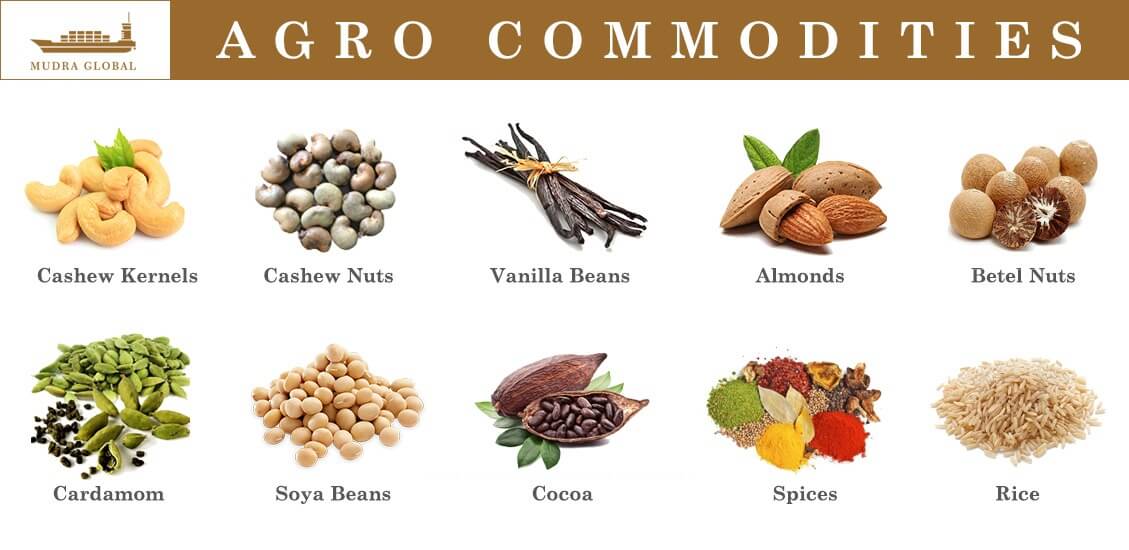 MUDRA GLOBAL
AGRO COMMODITIES
Cashew Kernels
Cashew Nuts
Vanilla Beans
Almonds
Betel Nuts
Cardamom
Soya Beans
Cocoa
Spices
Rice